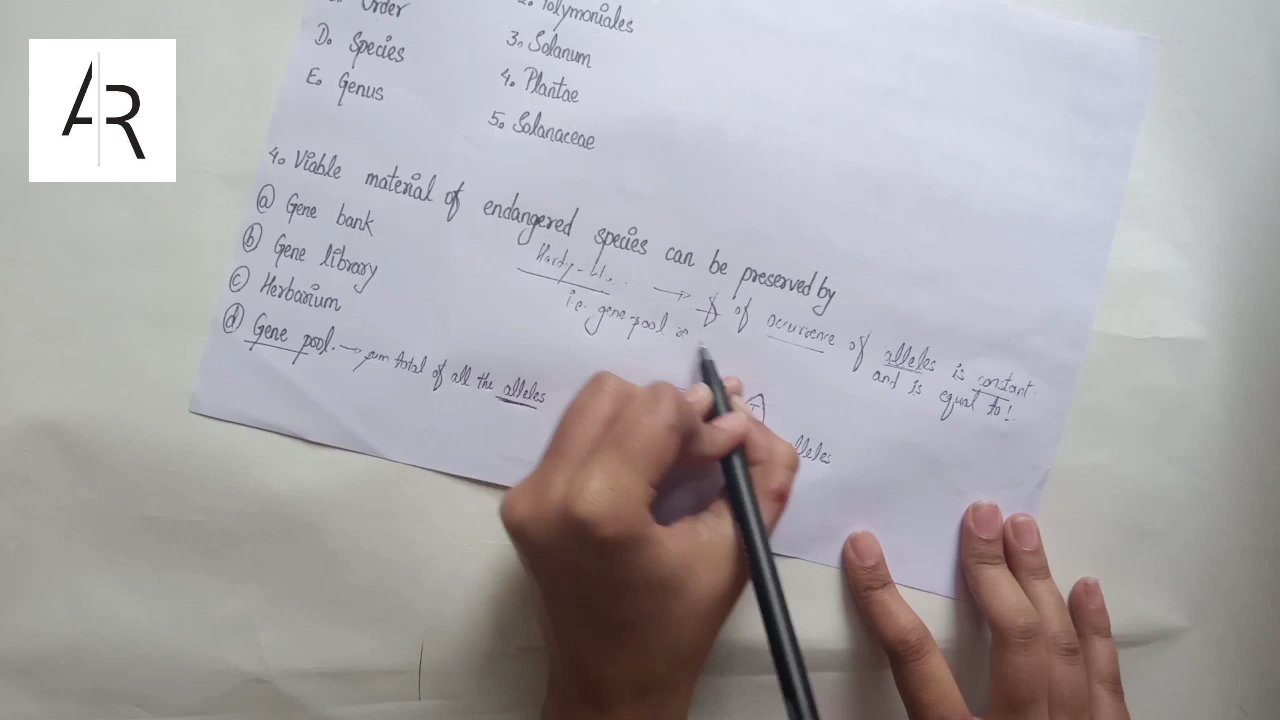 AR
Order
2. Polymoniales
D. Species
3. Solanum
E. Genus
4. Plantae
5. Solanaceae
4. Viable material of endangered species can be preserved by
(a) Gene bank
(b) Gene library
(c) Herbarium
(d) Gene pool. → sum total of all the alleles
Hardy-W... → of occurrence of alleles is constant
i.e. gene pool
and is equal to 1.
alleles